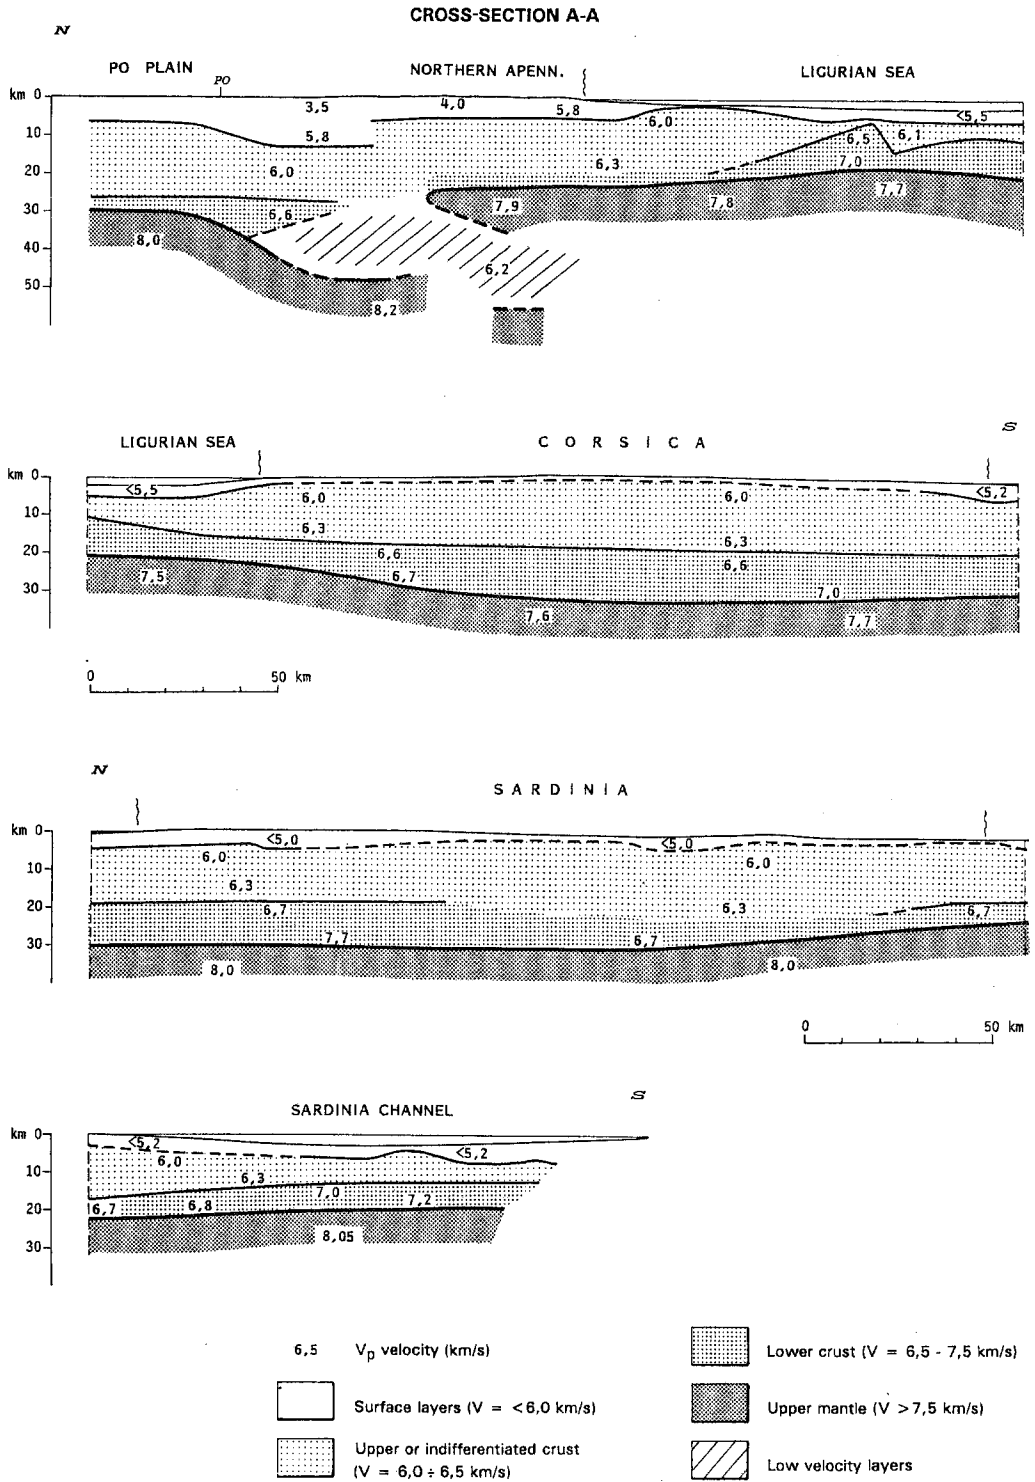 CROSS-SECTION A-A
N
PO PLAIN PO NORTHERN APENN. LIGURIAN SEA
km 0
3,5 4,0 5,8 <5,5
10 5,8 6,0 6,5 6,1
20 6,0 6,3 7,0
30 6,6 7,9 7,8 7,7
40 8,0 6,2
50 8,2
S
LIGURIAN SEA CORSICA
km 0
<5,5 6,0 6,0 <5,2
10 6,3 6,3
20 6,6 6,6
30 7,5 6,7 7,0
7,6 7,7
0 50 km
N
SARDINIA
km 0
<5,0 <5,0
10 6,0 6,0
20 6,3 6,3
6,7 6,7
30 7,7 6,7
8,0 8,0
0 50 km
S
SARDINIA CHANNEL
km 0
<5,2 <5,2
10 6,0
6,3 7,0 7,2
20 6,7 6,8
30 8,05
6,5 Vp velocity (km/s)
Surface layers (V = <6,0 km/s)
Upper or indifferentiated crust
(V = 6,0 ÷ 6,5 km/s)
Lower crust (V = 6,5 - 7,5 km/s)
Upper mantle (V >7,5 km/s)
Low velocity layers